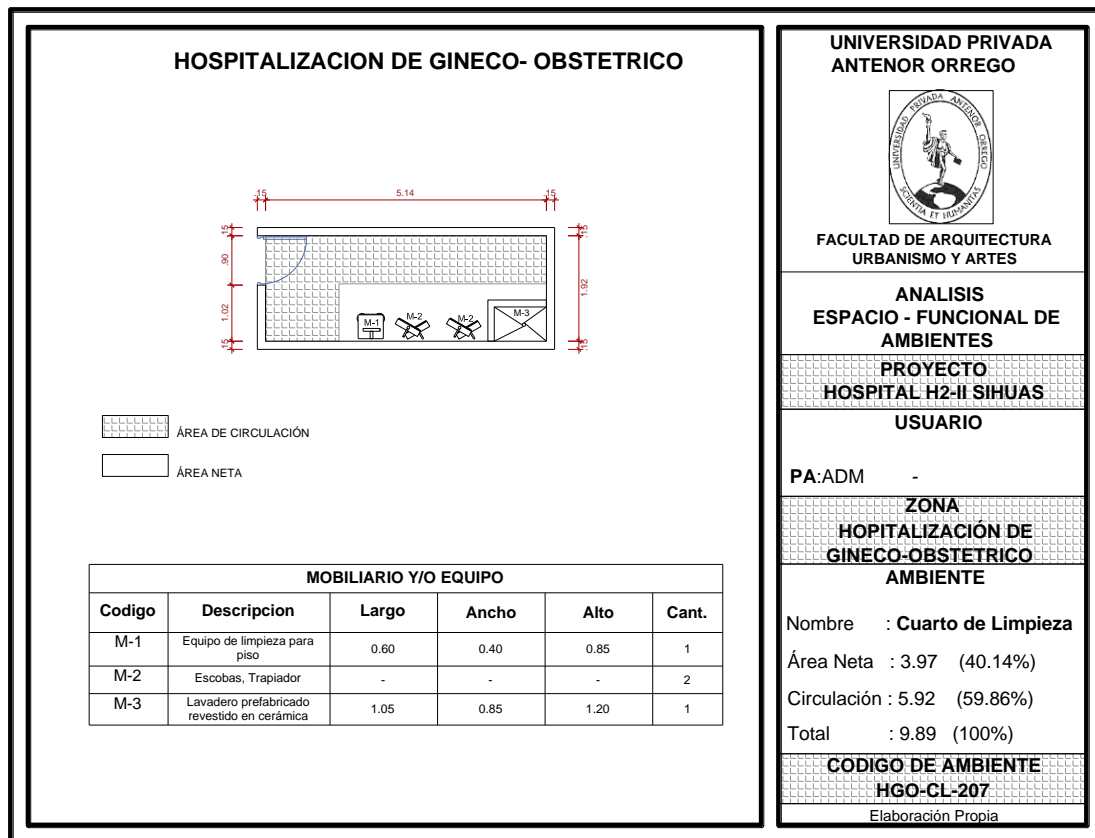 HOSPITALIZACION DE GINECO- OBSTETRICO
.15
5.14
.15
.15
.90
1.02
.15
.15
1.92
.15
M-1
M-2
M-2
M-3
ÁREA DE CIRCULACIÓN
ÁREA NETA
MOBILIARIO Y/O EQUIPO
Codigo Descripcion Largo Ancho Alto Cant.
M-1 Equipo de limpieza para piso 0.60 0.40 0.85 1
M-2 Escobas, Trapiador - - - 2
M-3 Lavadero prefabricado revestido en cerámica 1.05 0.85 1.20 1
UNIVERSIDAD PRIVADA
ANTENOR ORREGO
UNIVERSIDAD PRIVADA ANTENOR ORREGO
SCIENTIA ET HUMANITAS
FACULTAD DE ARQUITECTURA
URBANISMO Y ARTES
ANALISIS
ESPACIO - FUNCIONAL DE
AMBIENTES
PROYECTO
HOSPITAL H2-II SIHUAS
USUARIO
PA:ADM -
ZONA
HOPITALIZACIÓN DE
GINECO-OBSTETRICO
AMBIENTE
Nombre : Cuarto de Limpieza
Área Neta : 3.97 (40.14%)
Circulación : 5.92 (59.86%)
Total : 9.89 (100%)
CODIGO DE AMBIENTE
HGO-CL-207
Elaboración Propia